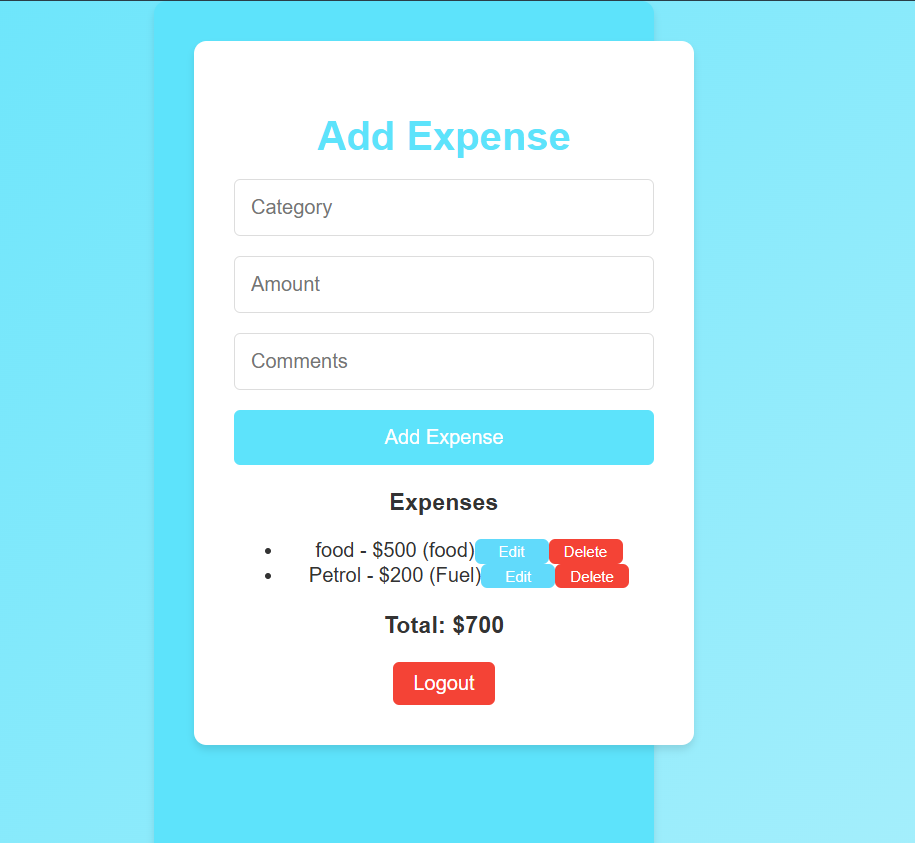 Add Expense
Category
Amount
Comments
Add Expense
Expenses
food - $500 (food) Edit Delete
Petrol - $200 (Fuel) Edit Delete
Total: $700
Logout